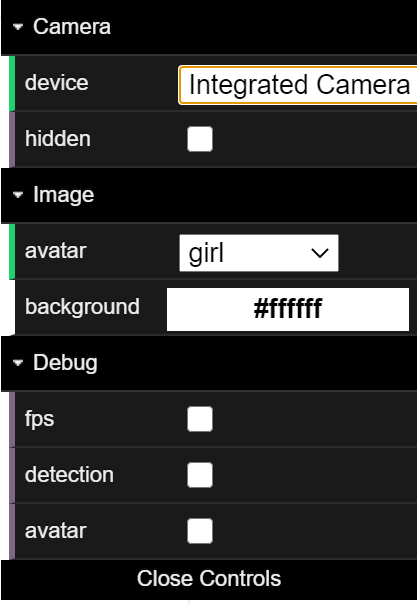 Camera
device Integrated Camera
hidden
Image
avatar girl
background #ffffff
Debug
fps
detection
avatar
Close Controls